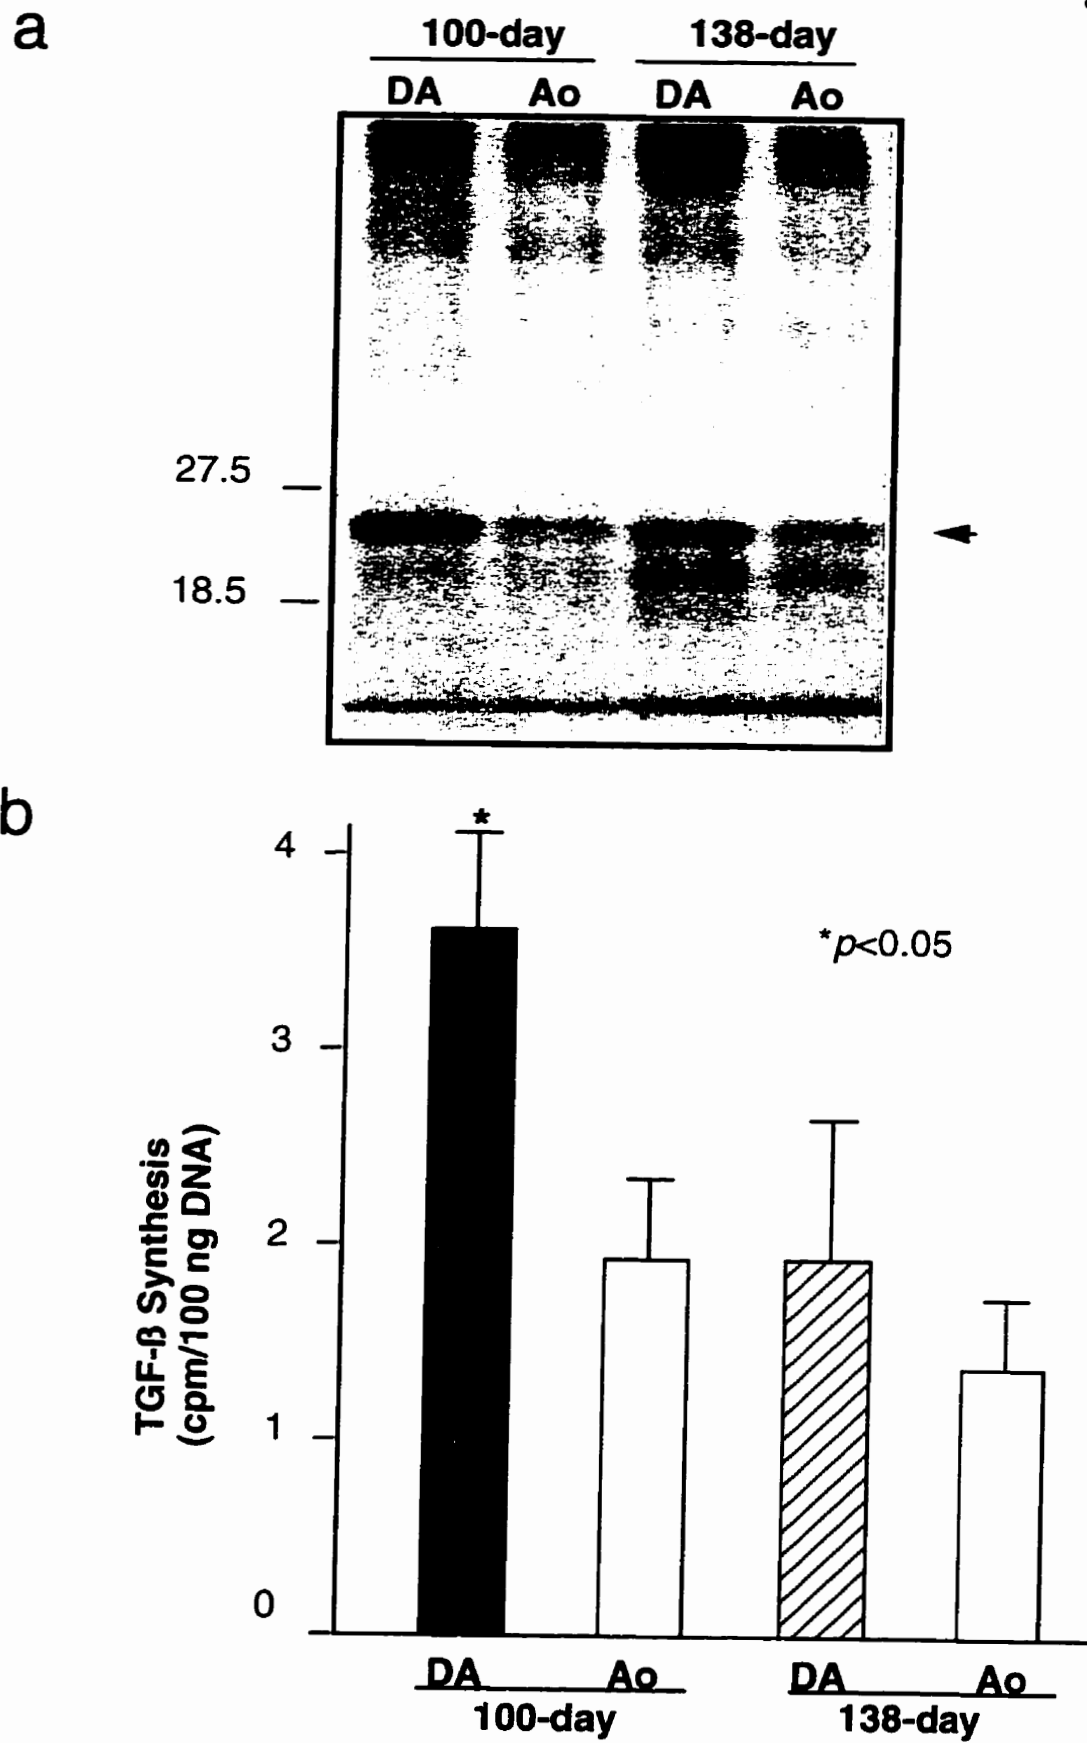 a
100-day 138-day
DA Ao DA Ao
27.5
18.5
b
4
*
*p<0.05
3
2
1
0
TGF-ß Synthesis
(cpm/100 ng DNA)
DA Ao DA Ao
100-day 138-day